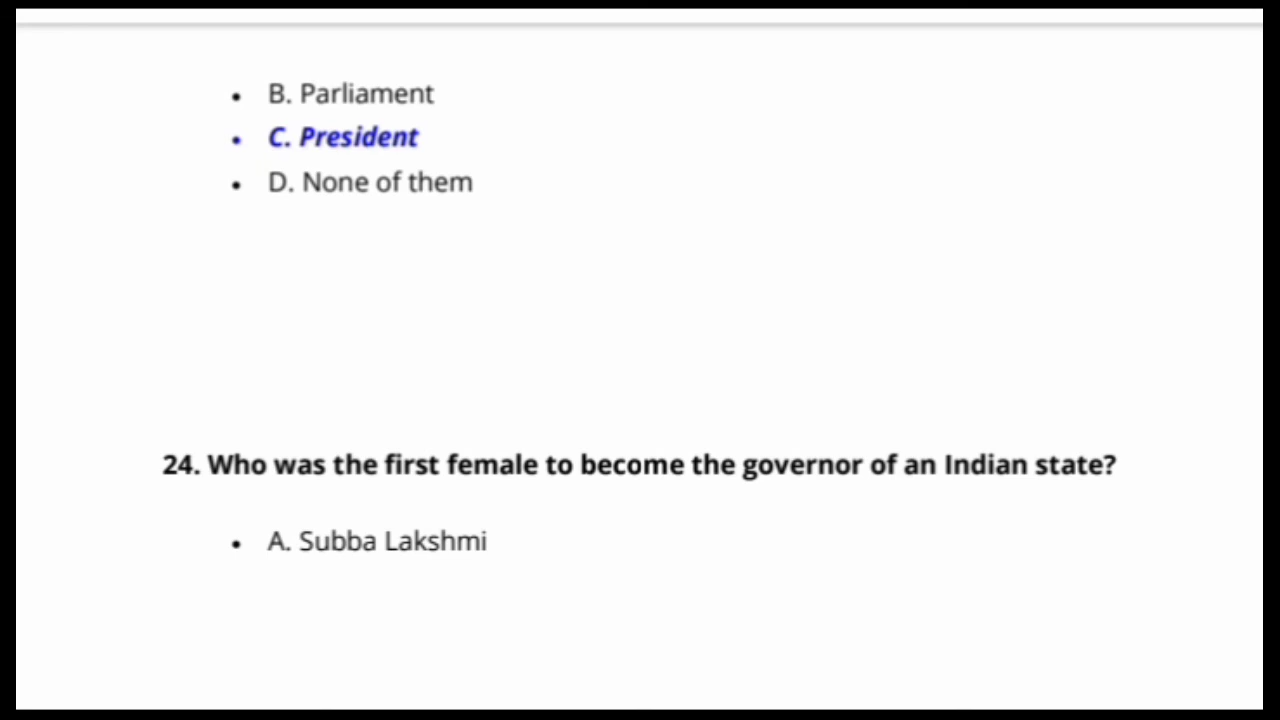 • B. Parliament
• C. President
• D. None of them
24. Who was the first female to become the governor of an Indian state?
• A. Subba Lakshmi